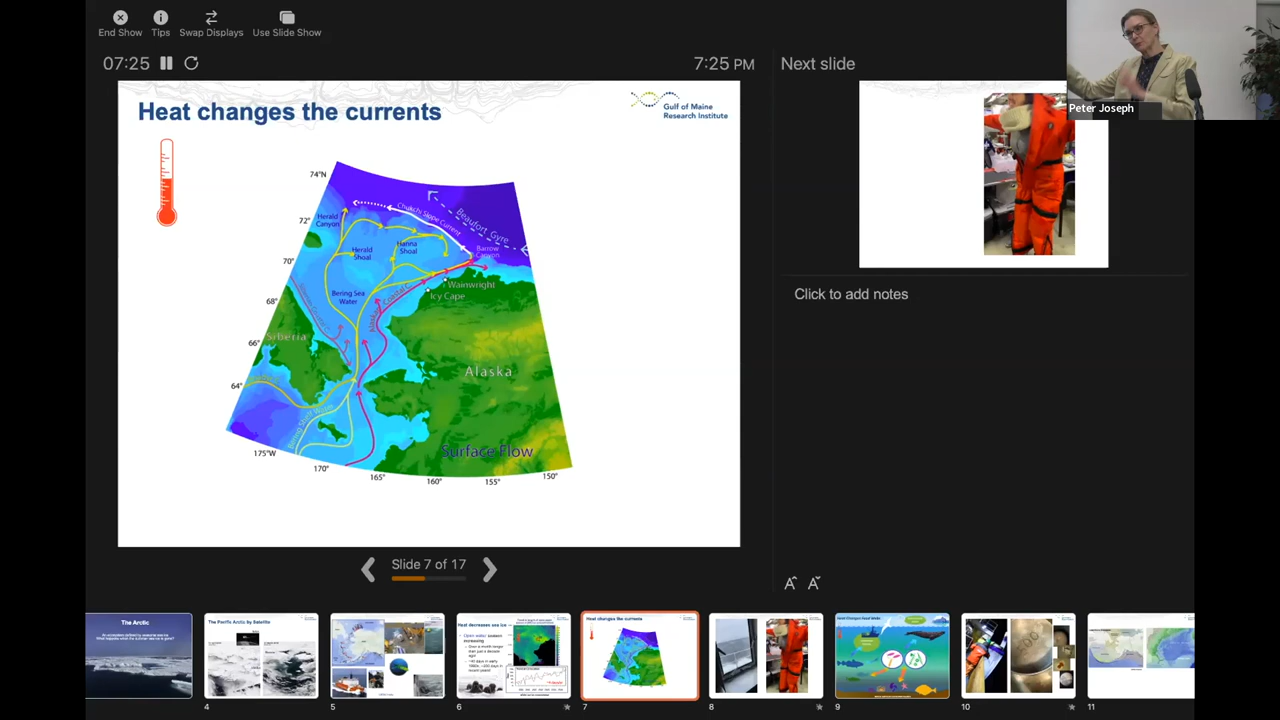 End Show
Tips
Swap Displays
Use Slide Show
Peter Joseph
07:25
7:25 PM
Next slide
Heat changes the currents
Gulf of Maine
Research Institute
74°N
72°
70°
68°
66°
64°
175°W
170°
165°
160°
155°
150°
Herald
Canyon
Chukchi Slope Current
Beaufort Gyre
Hanna
Shoal
Herald
Shoal
Barrow
Canyon
Bering Sea
Water
Wainwright
Icy Cape
Siberia
Alaska
Surface Flow
Click to add notes
Slide 7 of 17
The Arctic
The Pacific Arctic by Satellite
Heat decreases sea ice
Heat changes the currents
4
5
6
7
8
9
10
11